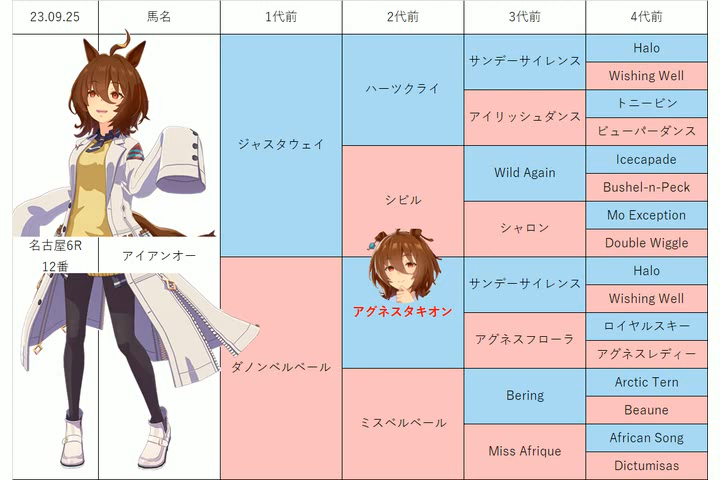 23.09.25
馬名
1代前
2代前
3代前
4代前
名古屋6R
12番
アイアンオー
ジャスタウェイ
ハーツクライ
サンデーサイレンス
Halo
Wishing Well
アイリッシュダンス
トニービン
ビューパーダンス
シビル
Wild Again
Icecapade
Bushel-n-Peck
シャロン
Mo Exception
Double Wiggle
ダノンベルベール
アグネスタキオン
サンデーサイレンス
Halo
Wishing Well
アグネスフローラ
ロイヤルスキー
アグネスレディー
ミスベルベール
Bering
Arctic Tern
Beaune
Miss Afrique
African Song
Dictumisas